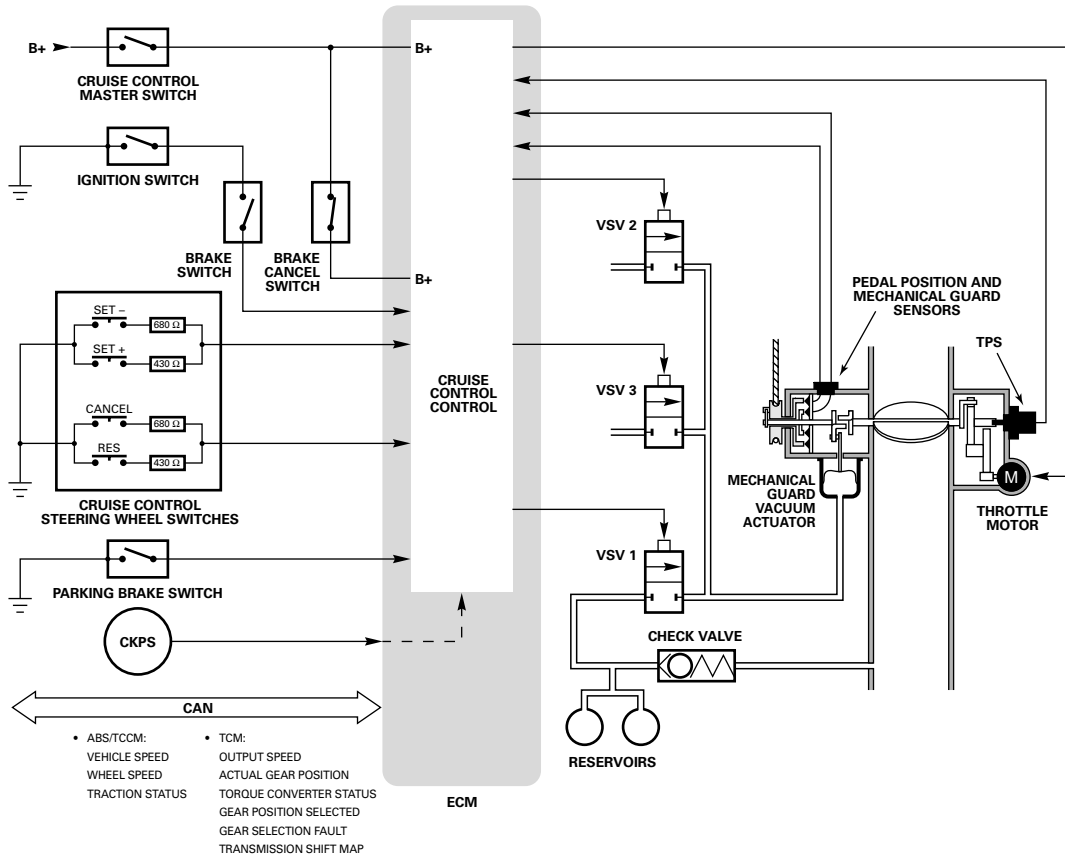 B+
CRUISE CONTROL
MASTER SWITCH
B+
IGNITION SWITCH
BRAKE
SWITCH
BRAKE
CANCEL
SWITCH
B+
SET –
680 Ω
SET +
430 Ω
CANCEL
680 Ω
RES
430 Ω
CRUISE CONTROL
STEERING WHEEL SWITCHES
PARKING BRAKE SWITCH
CKPS
CAN
• ABS/TCCM:
VEHICLE SPEED
WHEEL SPEED
TRACTION STATUS
• TCM:
OUTPUT SPEED
ACTUAL GEAR POSITION
TORQUE CONVERTER STATUS
GEAR POSITION SELECTED
GEAR SELECTION FAULT
TRANSMISSION SHIFT MAP
CRUISE
CONTROL
CONTROL
ECM
VSV 2
VSV 3
VSV 1
PEDAL POSITION AND
MECHANICAL GUARD
SENSORS
TPS
MECHANICAL
GUARD
VACUUM
ACTUATOR
M
THROTTLE
MOTOR
CHECK VALVE
RESERVOIRS